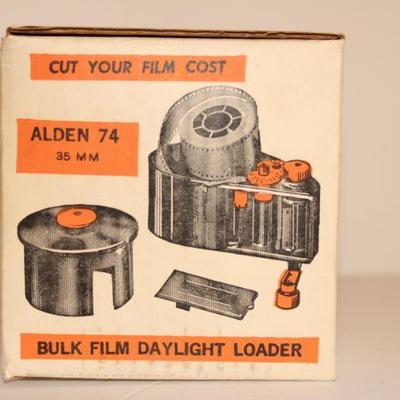 CUT YOUR FILM COST
ALDEN 74
35 MM
BULK FILM DAYLIGHT LOADER